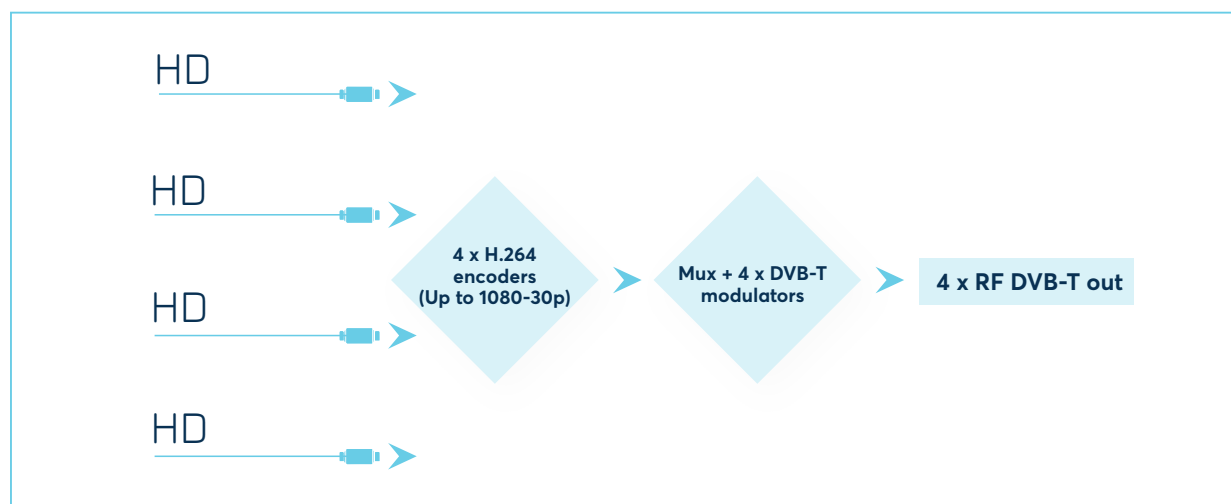 HD
HD
HD
HD
4 x H.264
encoders
(Up to 1080-30p)
Mux + 4 x DVB-T
modulators
4 x RF DVB-T out